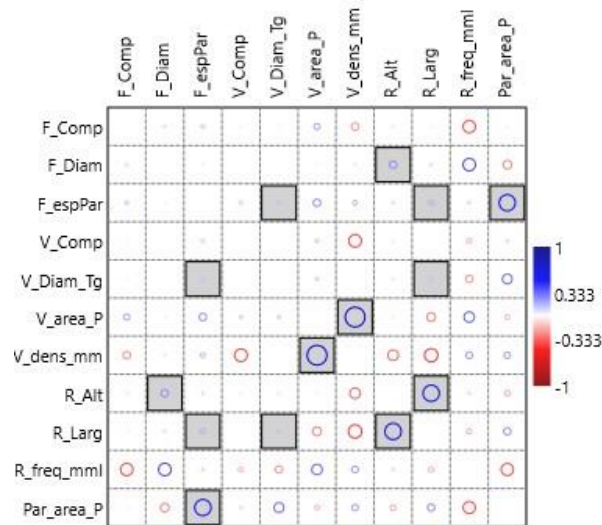 F_Comp
F_Diam
F_espPar
V_Comp
V_Diam_Tg
V_area_P
V_dens_mm
R_Alt
R_Larg
R_freq_mml
Par_area_P
F_Comp
F_Diam
F_espPar
V_Comp
V_Diam_Tg
V_area_P
V_dens_mm
R_Alt
R_Larg
R_freq_mml
Par_area_P
1
0.333
-0.333
-1